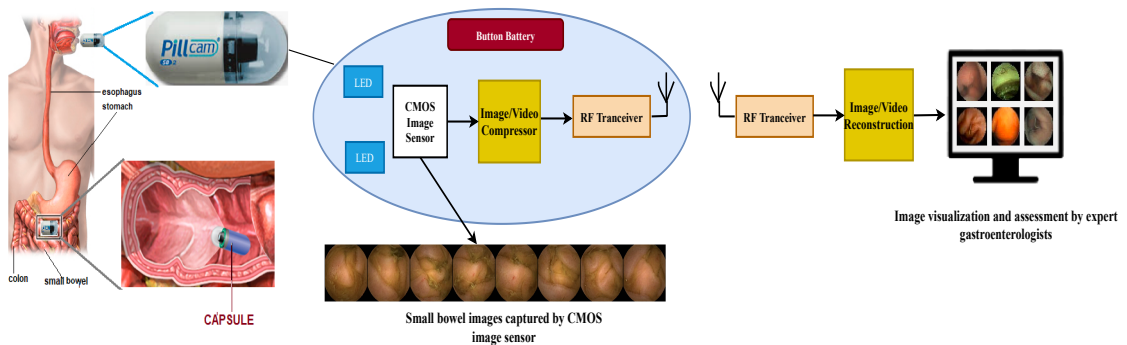 esophagus
stomach
colon
small bowel
Pillcam
SB 2
CAPSULE
Button Battery
LED
LED
CMOS
Image
Sensor
Image/Video
Compressor
RF Tranceiver
RF Tranceiver
Image/Video
Reconstruction
Small bowel images captured by CMOS
image sensor
Image visualization and assessment by expert
gastroenterologists